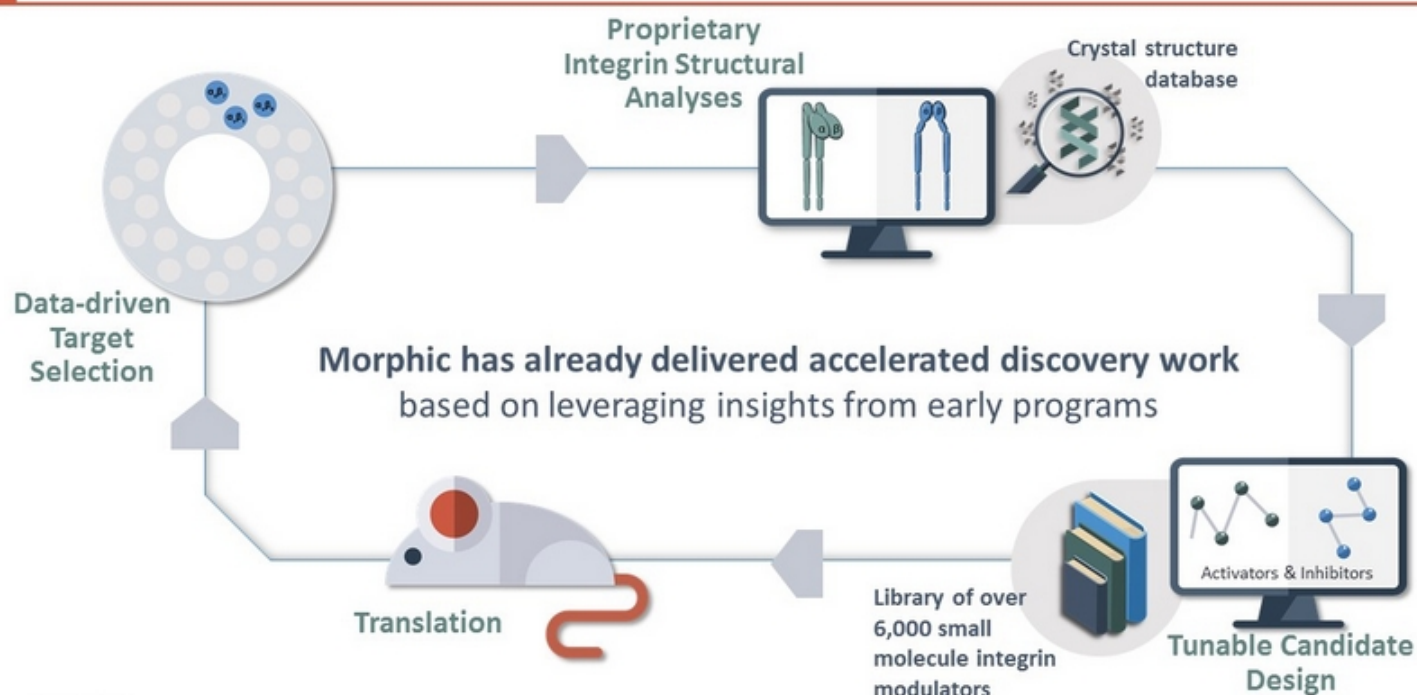 Proprietary
Integrin Structural
Analyses
Crystal structure
database
α
β
Data-driven
Target
Selection
Morphic has already delivered accelerated discovery work
based on leveraging insights from early programs
Activators & Inhibitors
Library of over
6,000 small
molecule integrin
modulators
Tunable Candidate
Design
Translation